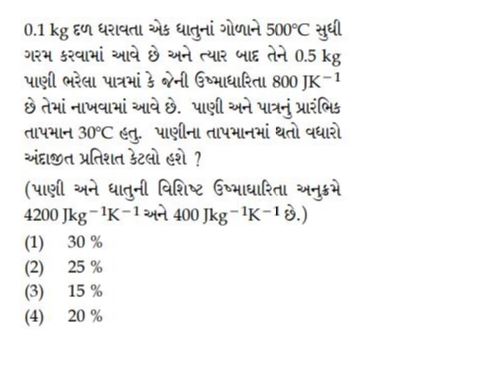 0.1 kg દળ ધરાવતા એક ધાતુનાં ગોળાને 500°C સુધી
ગરમ કરવામાં આવે છે અને ત્યાર બાદ તેને 0.5 kg
પાણી ભરેલા પાત્રમાં કે જેની ઉષ્માધારિતા 800 JK⁻¹
છે તેમાં નાખવામાં આવે છે. પાણી અને પાત્રનું પ્રારંભિક
તાપમાન 30°C હતુ. પાણીના તાપમાનમાં થતો વધારો
અંદાજીત પ્રતિશત કેટલો હશે ?
(પાણી અને ધાતુની વિશિષ્ટ ઉષ્માધારિતા અનુક્રમે
4200 Jkg⁻¹K⁻¹ અને 400 Jkg⁻¹K⁻¹ છે.)
(1) 30 %
(2) 25 %
(3) 15 %
(4) 20 %